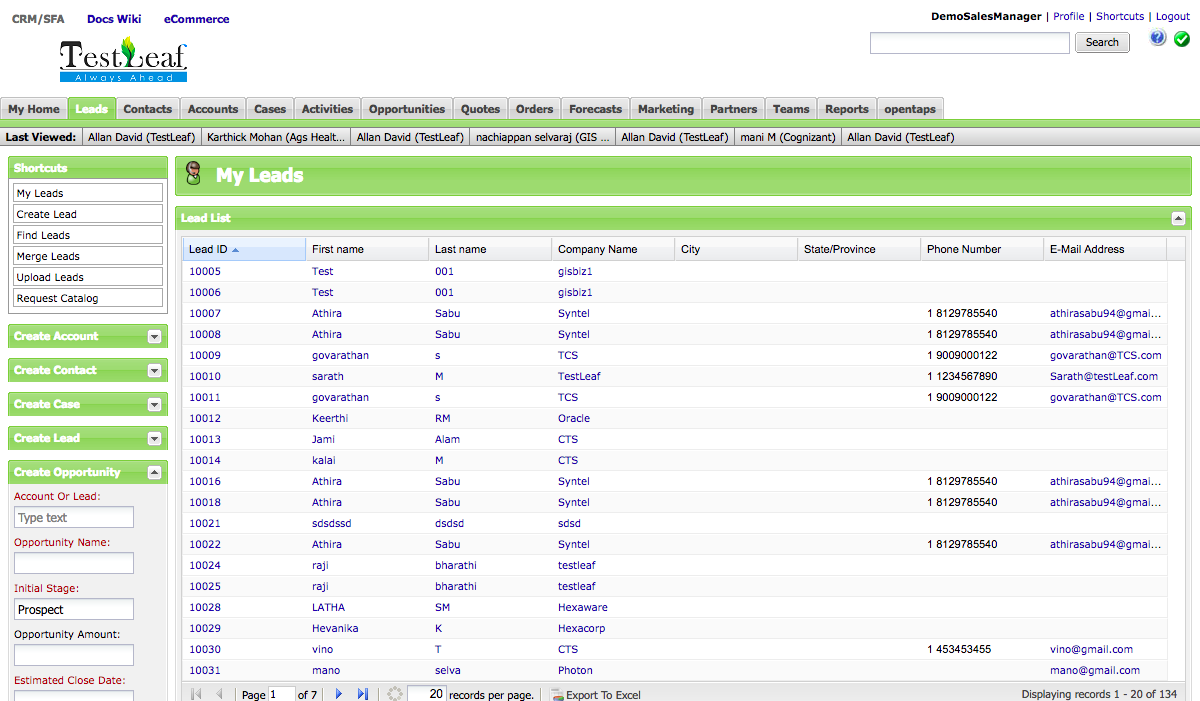 CRM/SFA Docs Wiki eCommerce
DemoSalesManager | Profile | Shortcuts | Logout
TestLeaf
Always Ahead
Search
My Home Leads Contacts Accounts Cases Activities Opportunities Quotes Orders Forecasts Marketing Partners Teams Reports opentaps
Last Viewed: Allan David (TestLeaf) Karthick Mohan (Ags Healt... Allan David (TestLeaf) nachiappan selvaraj (GIS ... Allan David (TestLeaf) mani M (Cognizant) Allan David (TestLeaf)
Shortcuts
My Leads
Create Lead
Find Leads
Merge Leads
Upload Leads
Request Catalog
Create Account
Create Contact
Create Case
Create Lead
Create Opportunity
Account Or Lead:
Type text
Opportunity Name:
Initial Stage:
Prospect
Opportunity Amount:
Estimated Close Date:
My Leads
Lead List
Lead ID First name Last name Company Name City State/Province Phone Number E-Mail Address
10005 Test 001 gisbiz1
10006 Test 001 gisbiz1
10007 Athira Sabu Syntel 1 8129785540 athirasabu94@gmai...
10008 Athira Sabu Syntel 1 8129785540 athirasabu94@gmai...
10009 govarathan s TCS 1 9009000122 govarathan@TCS.com
10010 sarath M TestLeaf 1 1234567890 Sarath@testLeaf.com
10011 govarathan s TCS 1 9009000122 govarathan@TCS.com
10012 Keerthi RM Oracle
10013 Jami Alam CTS
10014 kalai M CTS
10016 Athira Sabu Syntel 1 8129785540 athirasabu94@gmai...
10018 Athira Sabu Syntel 1 8129785540 athirasabu94@gmai...
10021 sdsdssd dsdsd sdsd
10022 Athira Sabu Syntel 1 8129785540 athirasabu94@gmai...
10024 raji bharathi testleaf
10025 raji bharathi testleaf
10028 LATHA SM Hexaware
10029 Hevanika K Hexacorp
10030 vino T CTS 1 453453455 vino@gmail.com
10031 mano selva Photon mano@gmail.com
Page 1 of 7 20 records per page. Export To Excel Displaying records 1 - 20 of 134